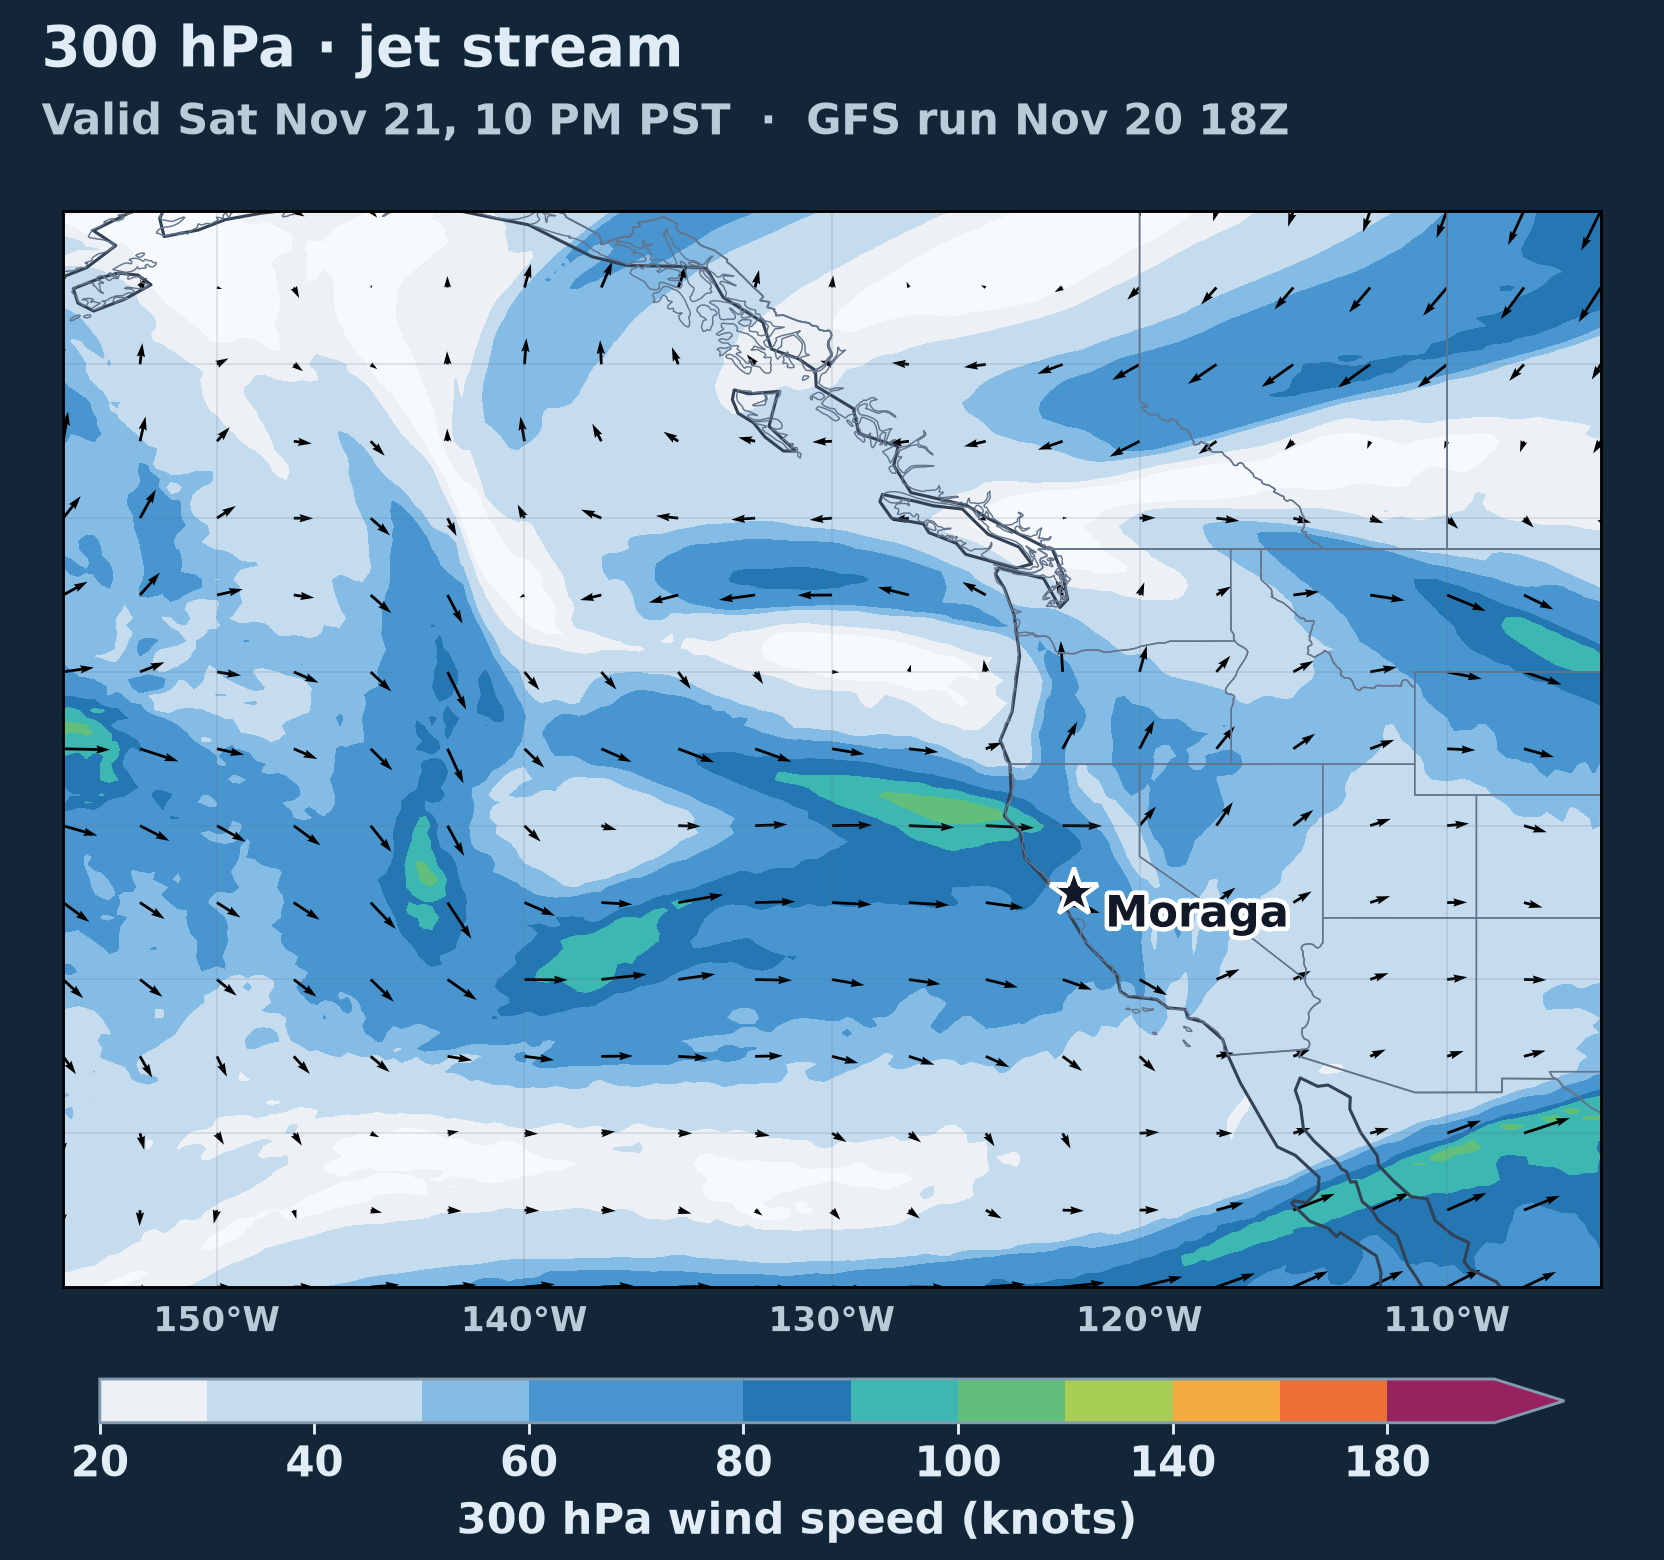 300 hPa · jet stream
Valid Sat Nov 21, 10 PM PST · GFS run Nov 20 18Z
Moraga
150°W 140°W 130°W 120°W 110°W
20 40 60 80 100 140 180
300 hPa wind speed (knots)